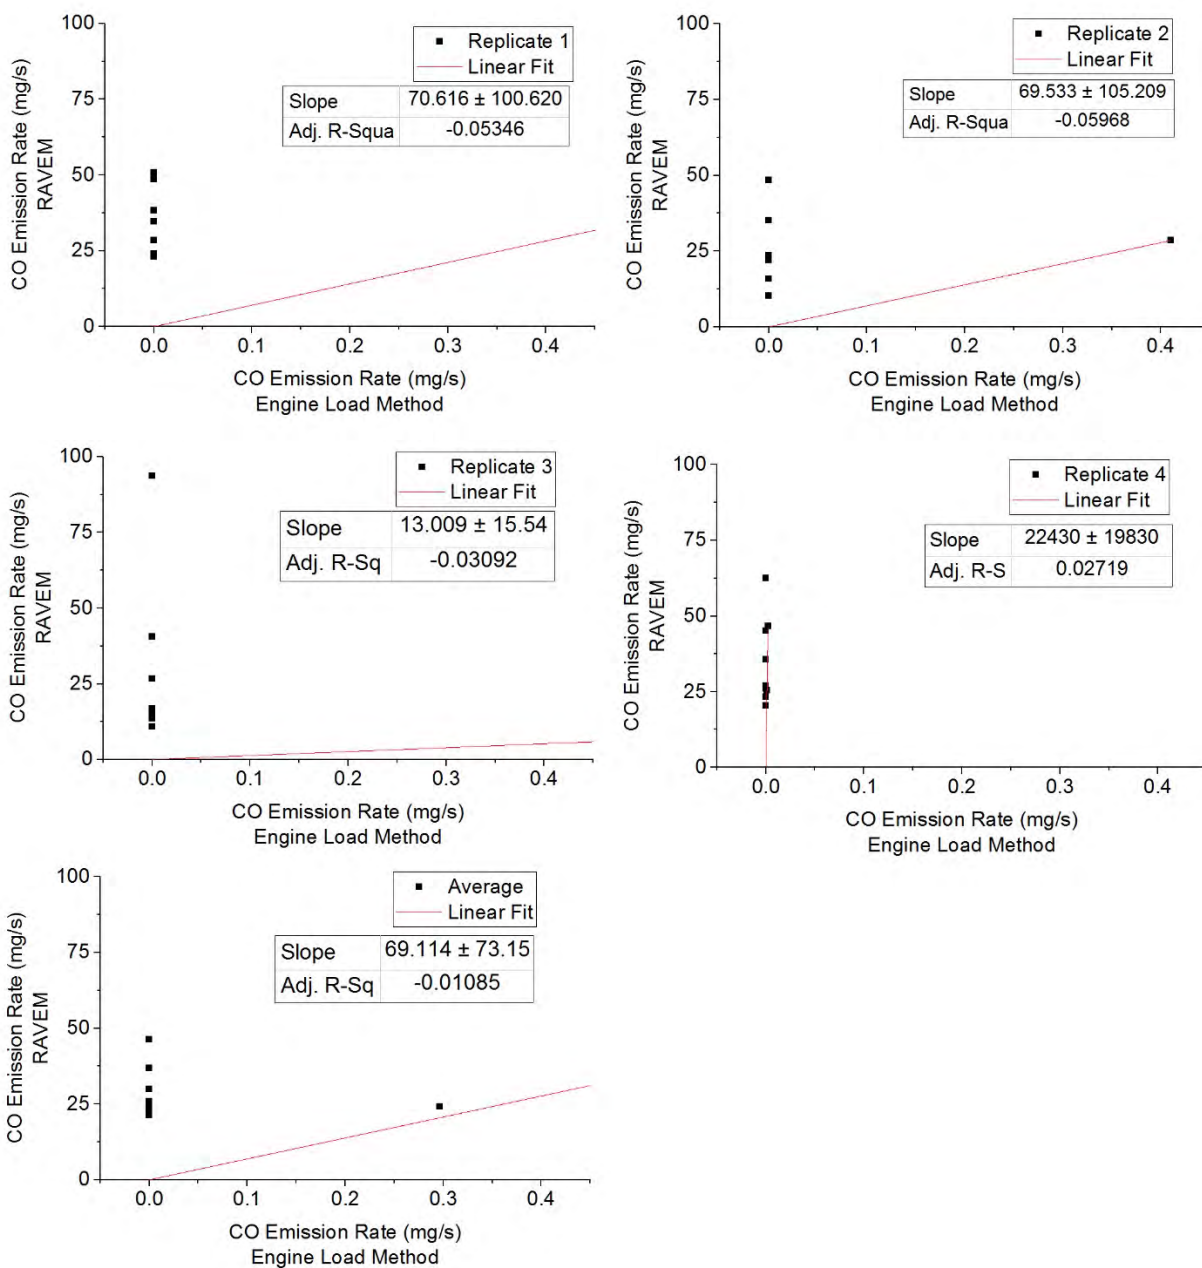 100
75
50
25
0
CO Emission Rate (mg/s)
RAVEM
Replicate 1
Linear Fit
Slope 70.616 ± 100.620
Adj. R-Squa -0.05346
0.0 0.1 0.2 0.3 0.4
CO Emission Rate (mg/s)
Engine Load Method
100
75
50
25
0
CO Emission Rate (mg/s)
RAVEM
Replicate 2
Linear Fit
Slope 69.533 ± 105.209
Adj. R-Squa -0.05968
0.0 0.1 0.2 0.3 0.4
CO Emission Rate (mg/s)
Engine Load Method
100
75
50
25
0
CO Emission Rate (mg/s)
RAVEM
Replicate 3
Linear Fit
Slope 13.009 ± 15.54
Adj. R-Sq -0.03092
0.0 0.1 0.2 0.3 0.4
CO Emission Rate (mg/s)
Engine Load Method
100
75
50
25
0
CO Emission Rate (mg/s)
RAVEM
Replicate 4
Linear Fit
Slope 22430 ± 19830
Adj. R-S 0.02719
0.0 0.1 0.2 0.3 0.4
CO Emission Rate (mg/s)
Engine Load Method
100
75
50
25
0
CO Emission Rate (mg/s)
RAVEM
Average
Linear Fit
Slope 69.114 ± 73.15
Adj. R-Sq -0.01085
0.0 0.1 0.2 0.3 0.4
CO Emission Rate (mg/s)
Engine Load Method